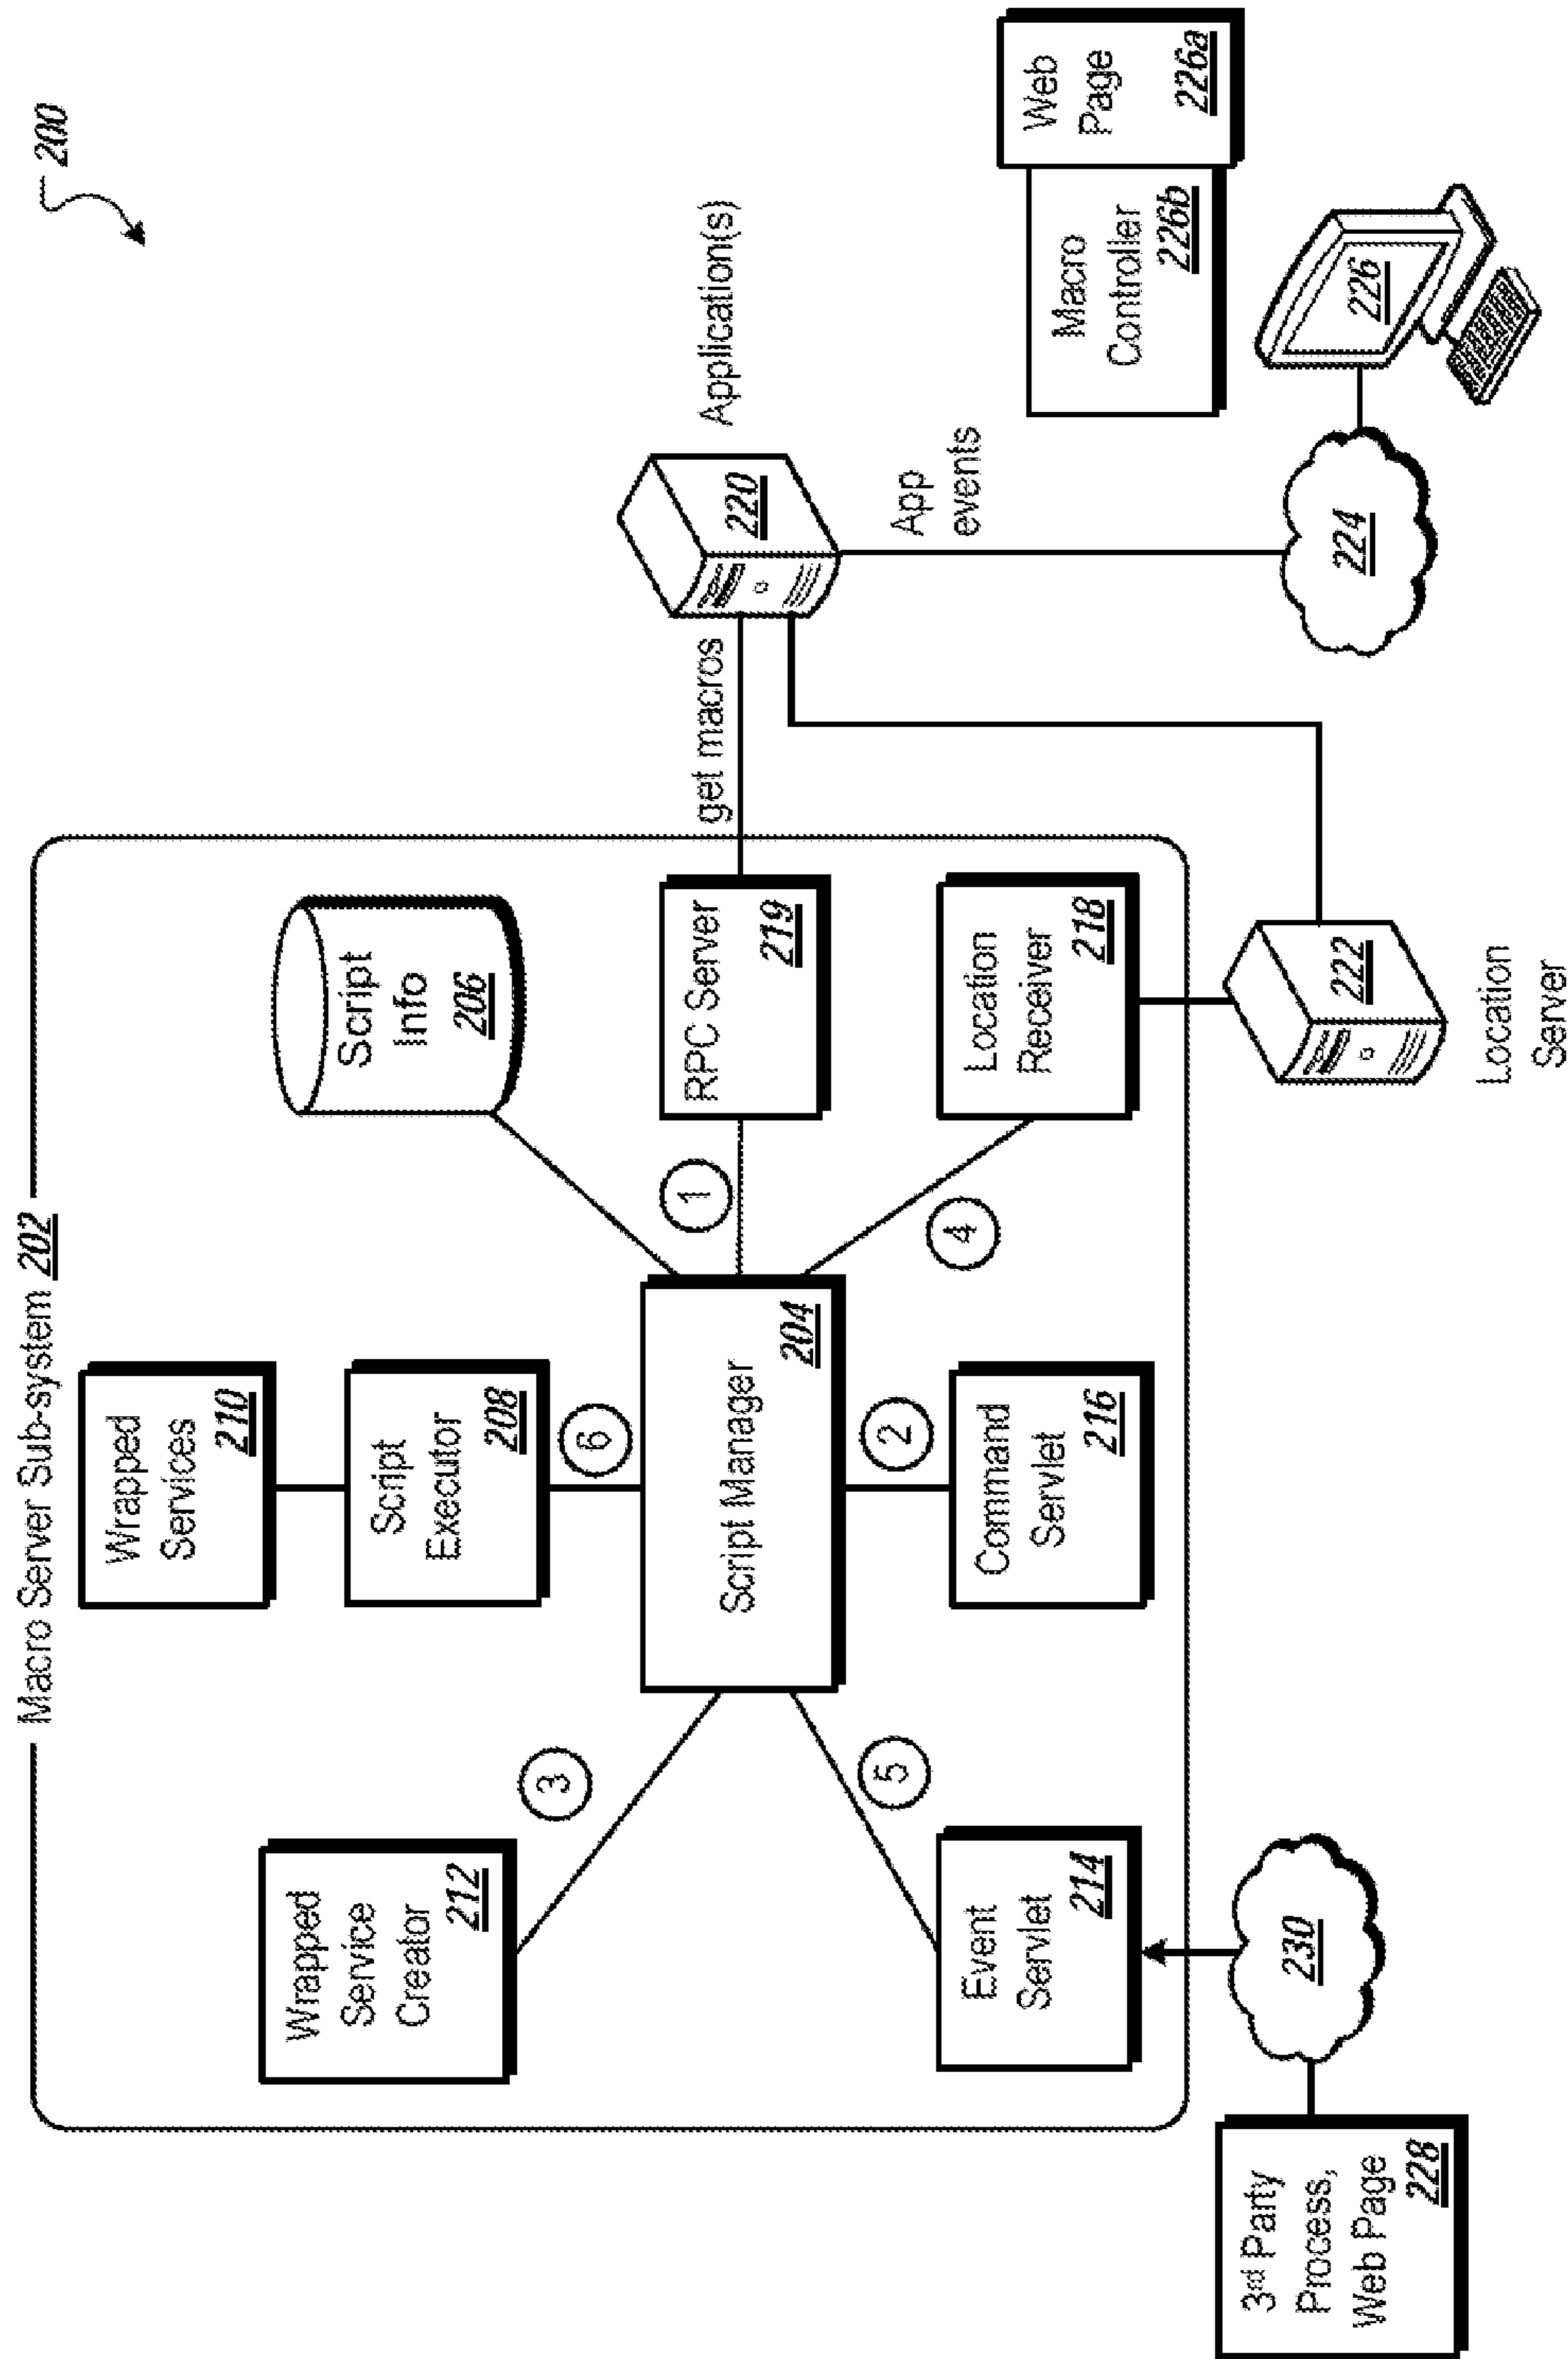 200
Macro Server Sub-system 202
Wrapped
Services
210
Wrapped
Service
Creator
212
Script
Executor
208
Script
Info
206
3
6
1
Script Manager
204
RPC Server
219
get macros
220
Application(s)
5
2
4
Event
Servlet
214
Command
Servlet
216
Location
Receiver
218
App
events
Macro
Controller
226b
Web
Page
226a
3rd Party
Process,
Web Page
228
230
222
Location
Server
224
226